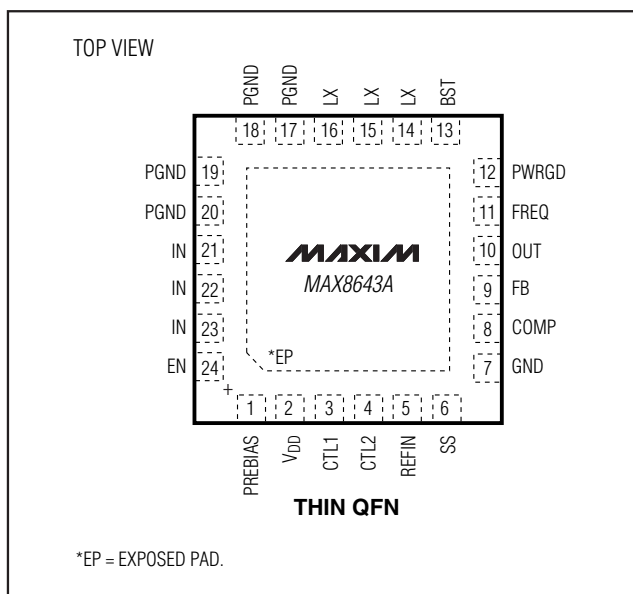 TOP VIEW
PGND
PGND
LX
LX
LX
BST
18
17
16
15
14
13
PGND 19
12 PWRGD
PGND 20
11 FREQ
IN 21
10 OUT
IN 22
9 FB
IN 23
8 COMP
EN 24
7 GND
MAXIM
MAX8643A
*EP
+
1
2
3
4
5
6
PREBIAS
VDD
CTL1
CTL2
REFIN
SS
THIN QFN
*EP = EXPOSED PAD.